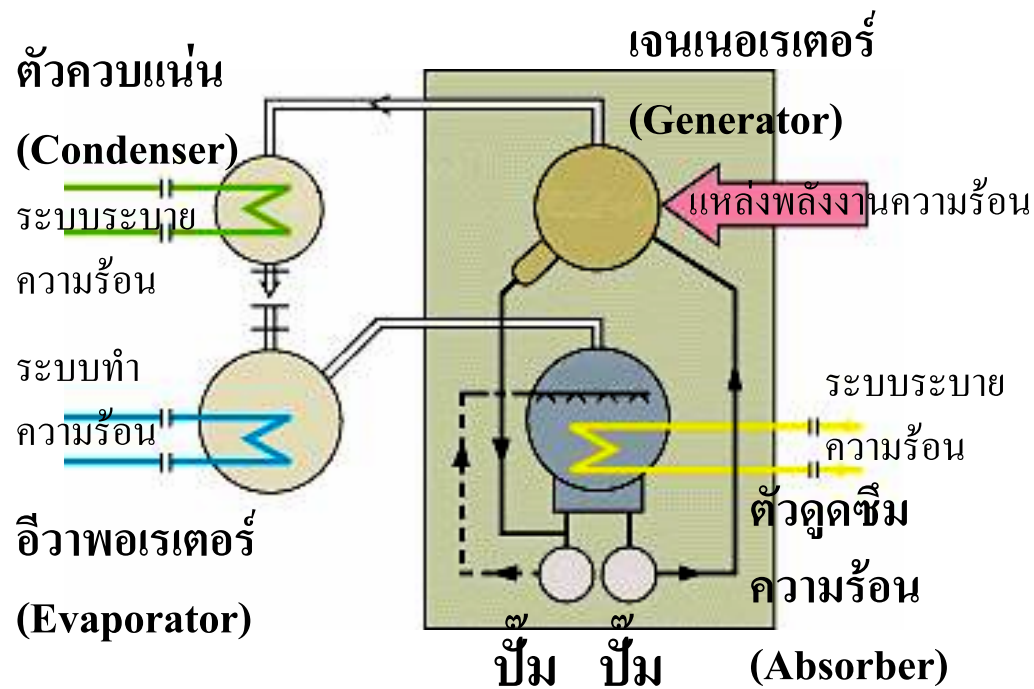 เจนเนอเรเตอร์
(Generator)
ตัวควบแน่น
(Condenser)
ระบบระบาย
ความร้อน
แหล่งพลังงานความร้อน
ระบบทำ
ความร้อน
ระบบระบาย
ความร้อน
อีวาพอเรเตอร์
(Evaporator)
ตัวดูดซึม
ความร้อน
(Absorber)
ปั๊ม ปั๊ม